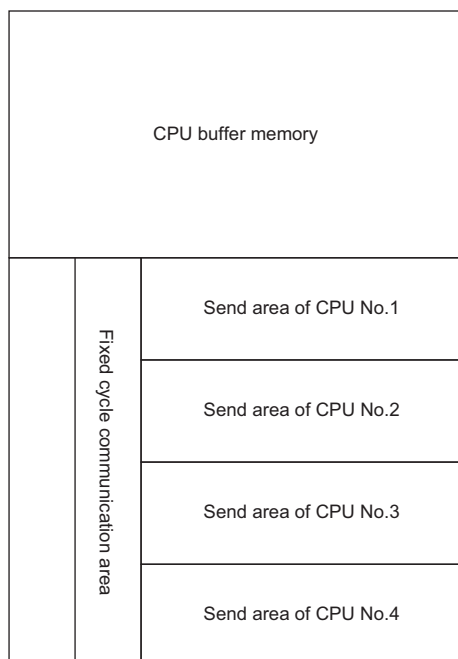 CPU buffer memory
Fixed cycle communication area
Send area of CPU No.1
Send area of CPU No.2
Send area of CPU No.3
Send area of CPU No.4